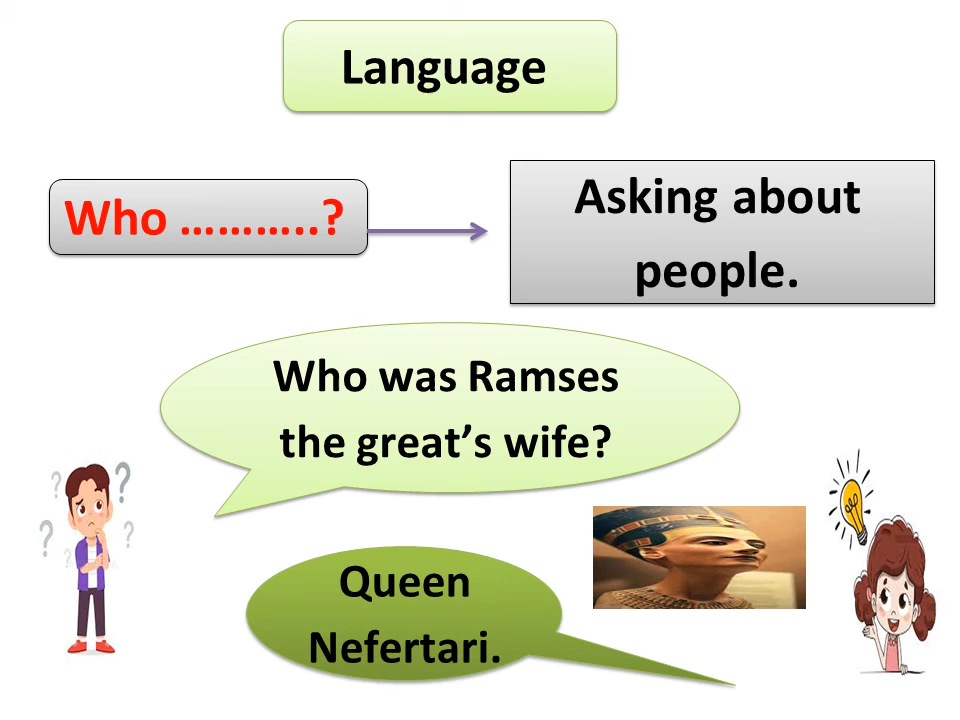 Language
Who ………..?
Asking about
people.
Who was Ramses
the great’s wife?
Queen
Nefertari.